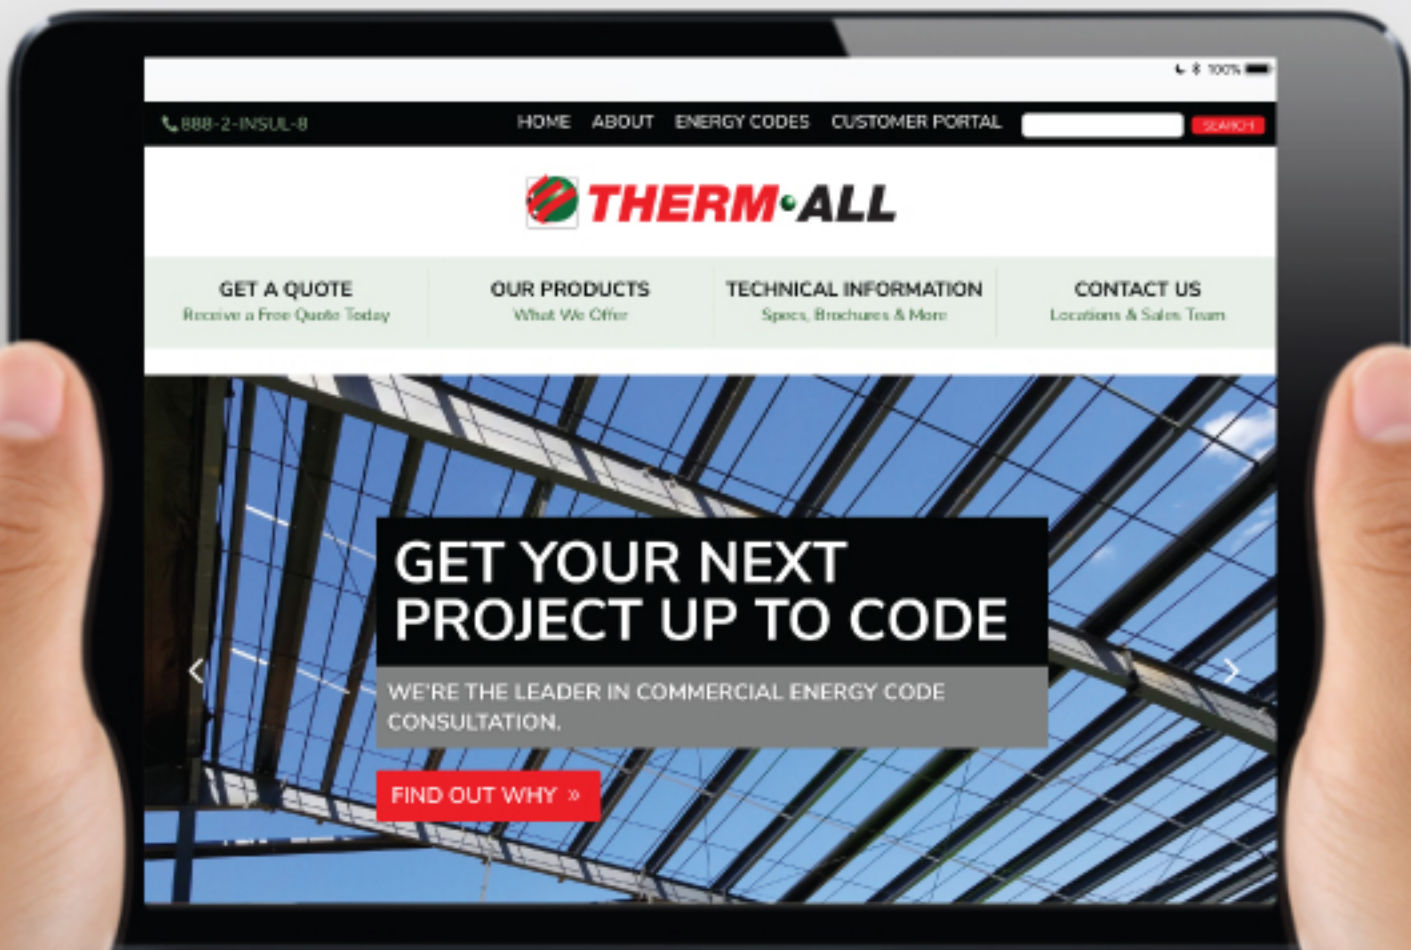 100%
888-2-INSUL-8
HOME ABOUT ENERGY CODES CUSTOMER PORTAL
SEARCH
THERM•ALL
GET A QUOTE
Receive a Free Quote Today
OUR PRODUCTS
What We Offer
TECHNICAL INFORMATION
Specs, Brochures & More
CONTACT US
Locations & Sales Team
GET YOUR NEXT
PROJECT UP TO CODE
WE'RE THE LEADER IN COMMERCIAL ENERGY CODE
CONSULTATION.
FIND OUT WHY »